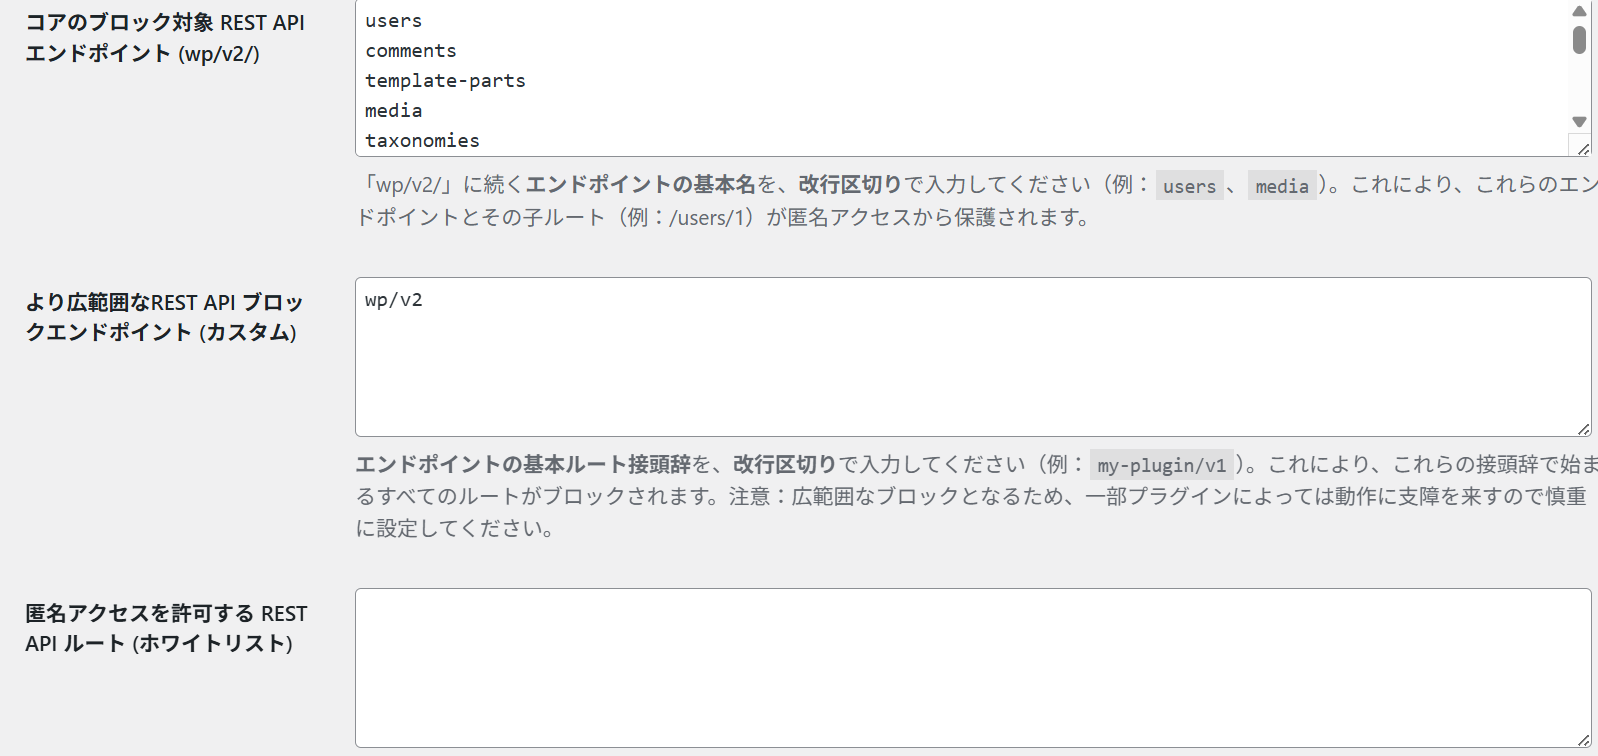 コアのブロック対象 REST API
エンドポイント (wp/v2/)
users
comments
template-parts
media
taxonomies
「wp/v2/」に続くエンドポイントの基本名を、改行区切りで入力してください（例： users 、 media ）。これにより、これらのエン
ドポイントとその子ルート（例：/users/1）が匿名アクセスから保護されます。
より広範囲なREST API ブロッ
クエンドポイント (カスタム)
wp/v2
エンドポイントの基本ルート接頭辞を、改行区切りで入力してください（例： my-plugin/v1 ）。これにより、これらの接頭辞で始ま
るすべてのルートがブロックされます。注意：広範囲なブロックとなるため、一部プラグインによっては動作に支障を来すので慎重
に設定してください。
匿名アクセスを許可する REST
API ルート (ホワイトリスト)